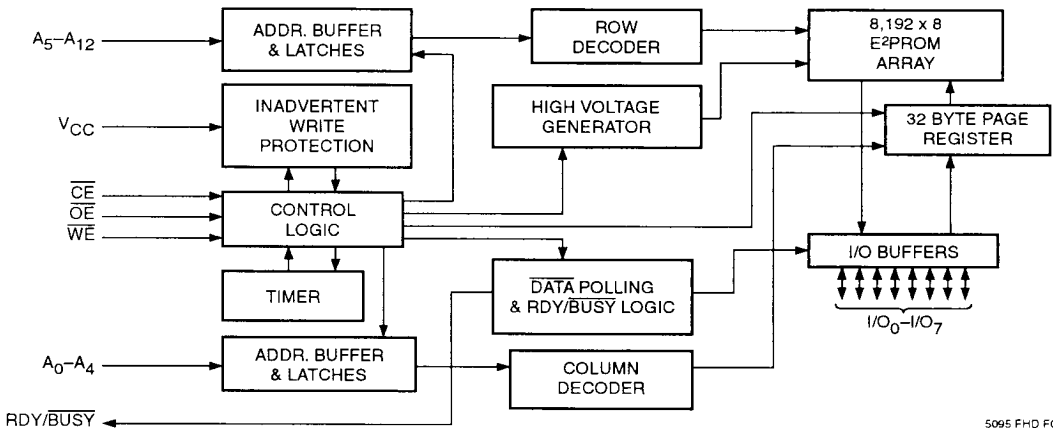 A5–A12
ADDR. BUFFER
& LATCHES
ROW
DECODER
8,192 x 8
E²PROM
ARRAY
VCC
INADVERTENT
WRITE
PROTECTION
HIGH VOLTAGE
GENERATOR
32 BYTE PAGE
REGISTER
CE
OE
WE
CONTROL
LOGIC
I/O BUFFERS
TIMER
DATA POLLING
& RDY/BUSY LOGIC
I/O0–I/O7
A0–A4
ADDR. BUFFER
& LATCHES
COLUMN
DECODER
RDY/BUSY
5095 FHD